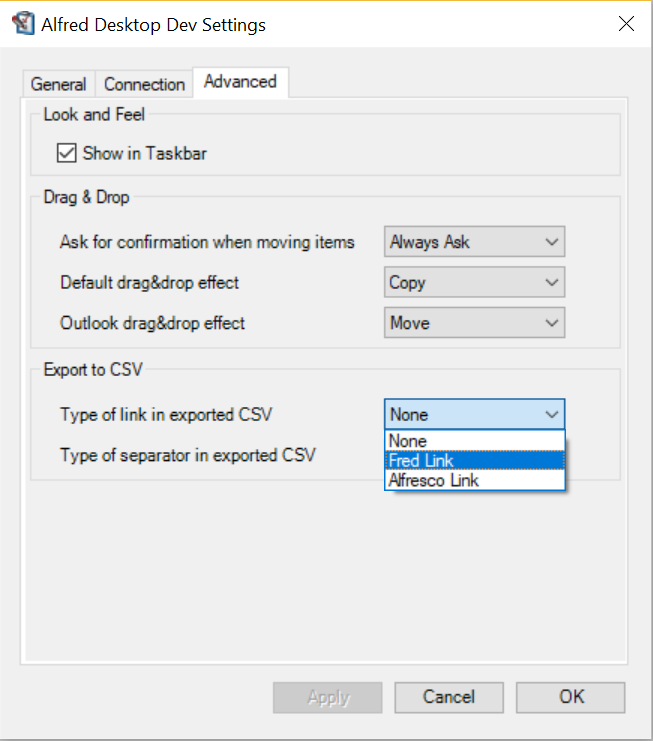 Alfred Desktop Dev Settings
General Connection Advanced
Look and Feel
Show in Taskbar
Drag & Drop
Ask for confirmation when moving items Always Ask
Default drag&drop effect Copy
Outlook drag&drop effect Move
Export to CSV
Type of link in exported CSV None
None
Type of separator in exported CSV Fred Link
Alfresco Link
Apply Cancel OK